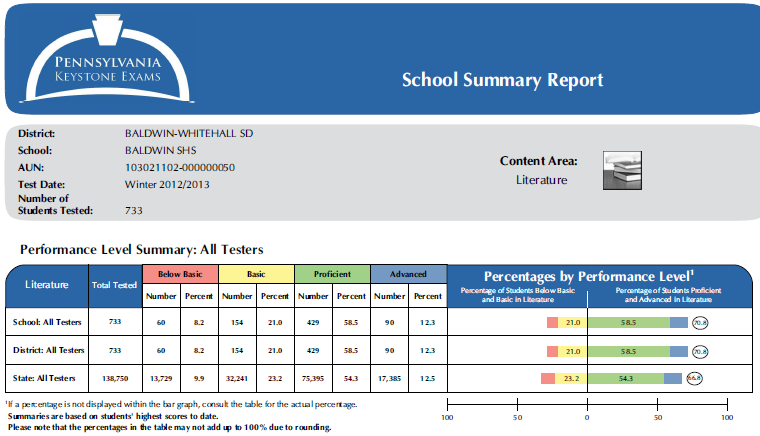 PENNSYLVANIA
KEYSTONE EXAMS
School Summary Report
District: BALDWIN-WHITEHALL SD
School: BALDWIN SHS
AUN: 103021102-000000050
Test Date: Winter 2012/2013
Number of
Students Tested: 733
Content Area:
Literature
Performance Level Summary: All Testers
Literature Total Tested Below Basic Basic Proficient Advanced
Number Percent Number Percent Number Percent Number Percent
Percentages by Performance Level¹
Percentage of Students Below Basic Percentage of Students Proficient
and Basic in Literature and Advanced in Literature
School: All Testers 733 60 8.2 154 21.0 429 58.5 90 12.3 21.0 58.5 70.8
District: All Testers 733 60 8.2 154 21.0 429 58.5 90 12.3 21.0 58.5 70.8
State: All Testers 138,750 13,729 9.9 32,241 23.2 75,395 54.3 17,385 12.5 23.2 54.3 66.8
100 50 0 50 100
¹If a percentage is not displayed within the bar graph, consult the table for the actual percentage.
Summaries are based on students' highest scores to date.
Please note that the percentages in the table may not add up to 100% due to rounding.